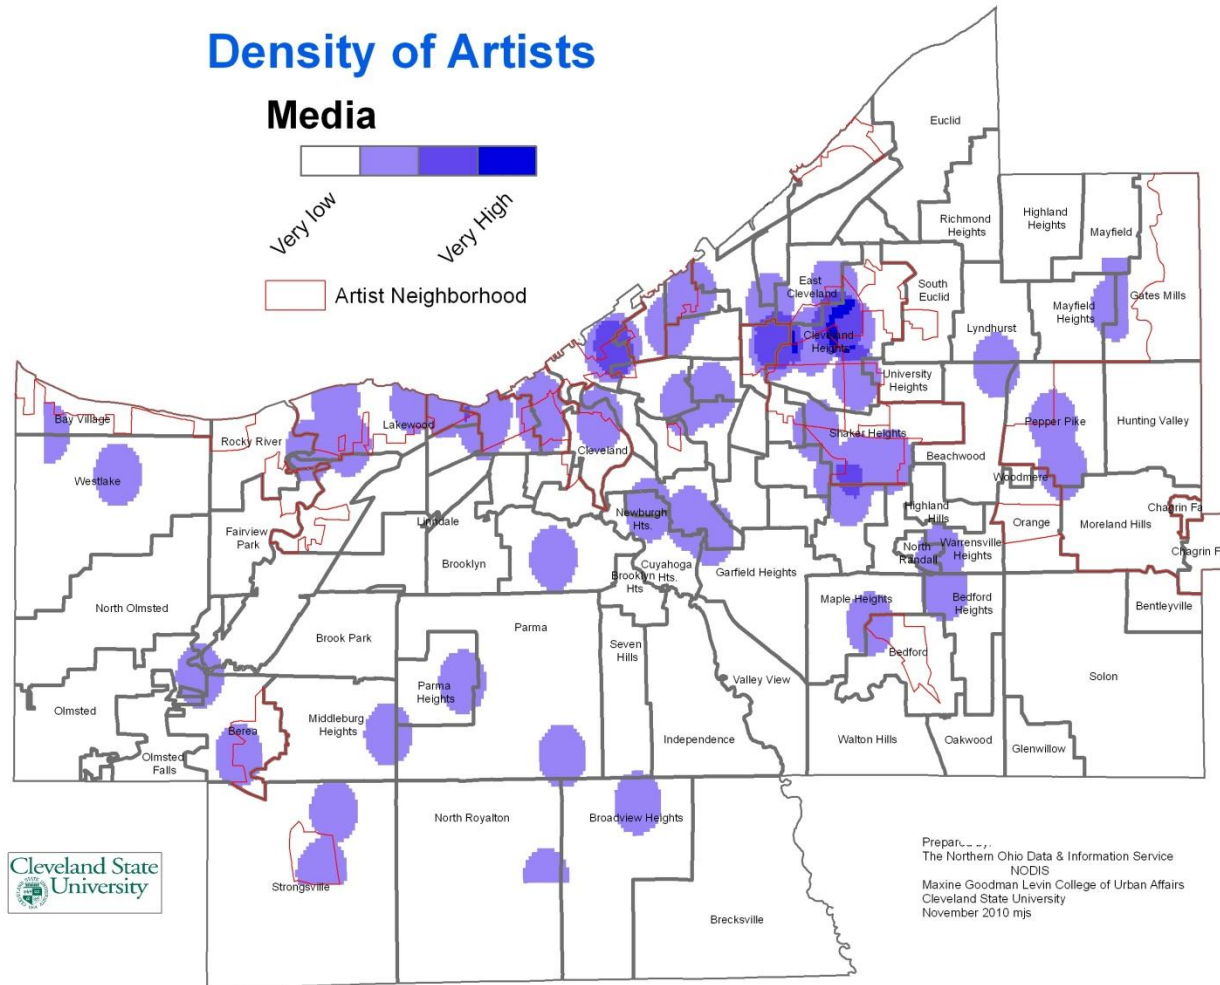 Density of Artists
Media
Very low
Very High
Artist Neighborhood
Euclid
Richmond
Heights
Highland
Heights
Mayfield
East
Cleveland
South
Euclid
Mayfield
Heights
Gates Mills
Lyndhurst
Cleveland
Heights
University
Heights
Bay Village
Rocky River
Lakewood
Cleveland
Shaker Heights
Beachwood
Pepper Pike
Hunting Valley
Westlake
Woodmere
Fairview
Park
Linndale
Newburgh
Hts.
Highland
Hills
Orange
Moreland Hills
Chagrin Fa
Chagrin F
North
Randall
Warrensville
Heights
Brooklyn
Cuyahoga
Hts.
Brooklyn
Hts
Garfield Heights
North Olmsted
Brook Park
Parma
Seven
Hills
Maple Heights
Bedford
Heights
Bentleyville
Bedford
Valley View
Solon
Parma
Heights
Olmsted
Middleburg
Heights
Berea
Olmsted
Falls
Independence
Walton Hills
Oakwood
Glenwillow
North Royalton
Broadview Heights
Strongsville
Brecksville
Cleveland State
University
Prepared by:
The Northern Ohio Data & Information Service
NODIS
Maxine Goodman Levin College of Urban Affairs
Cleveland State University
November 2010 mjs